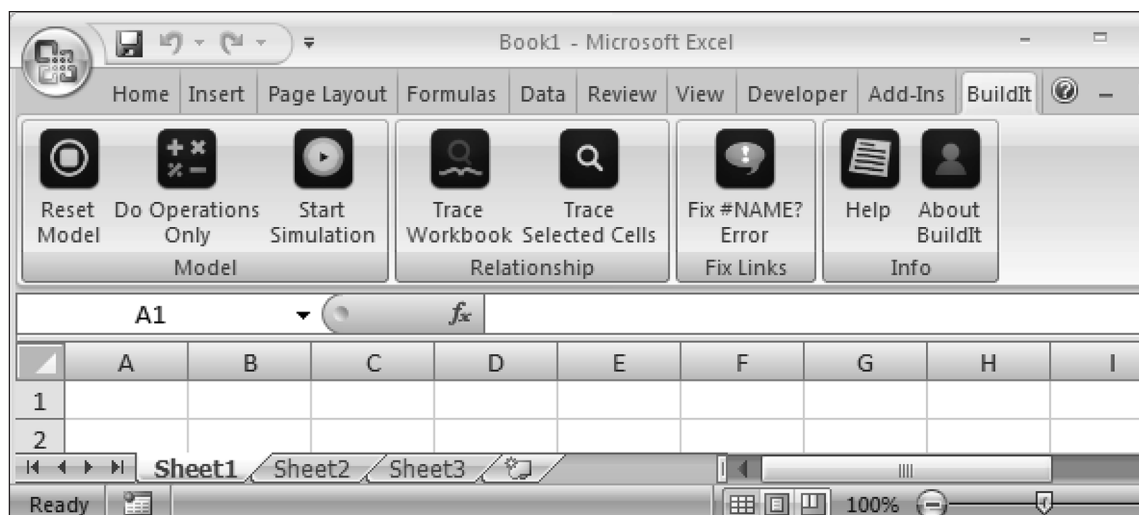 Book1 - Microsoft Excel
Home Insert Page Layout Formulas Data Review View Developer Add-Ins BuildIt
Reset Model
Do Operations Only
Start Simulation
Trace Workbook
Trace Selected Cells
Fix #NAME? Error
Help
About BuildIt
Model Relationship Fix Links Info
A1 fx
A B C D E F G H I
1
2
Sheet1 Sheet2 Sheet3
Ready 100%